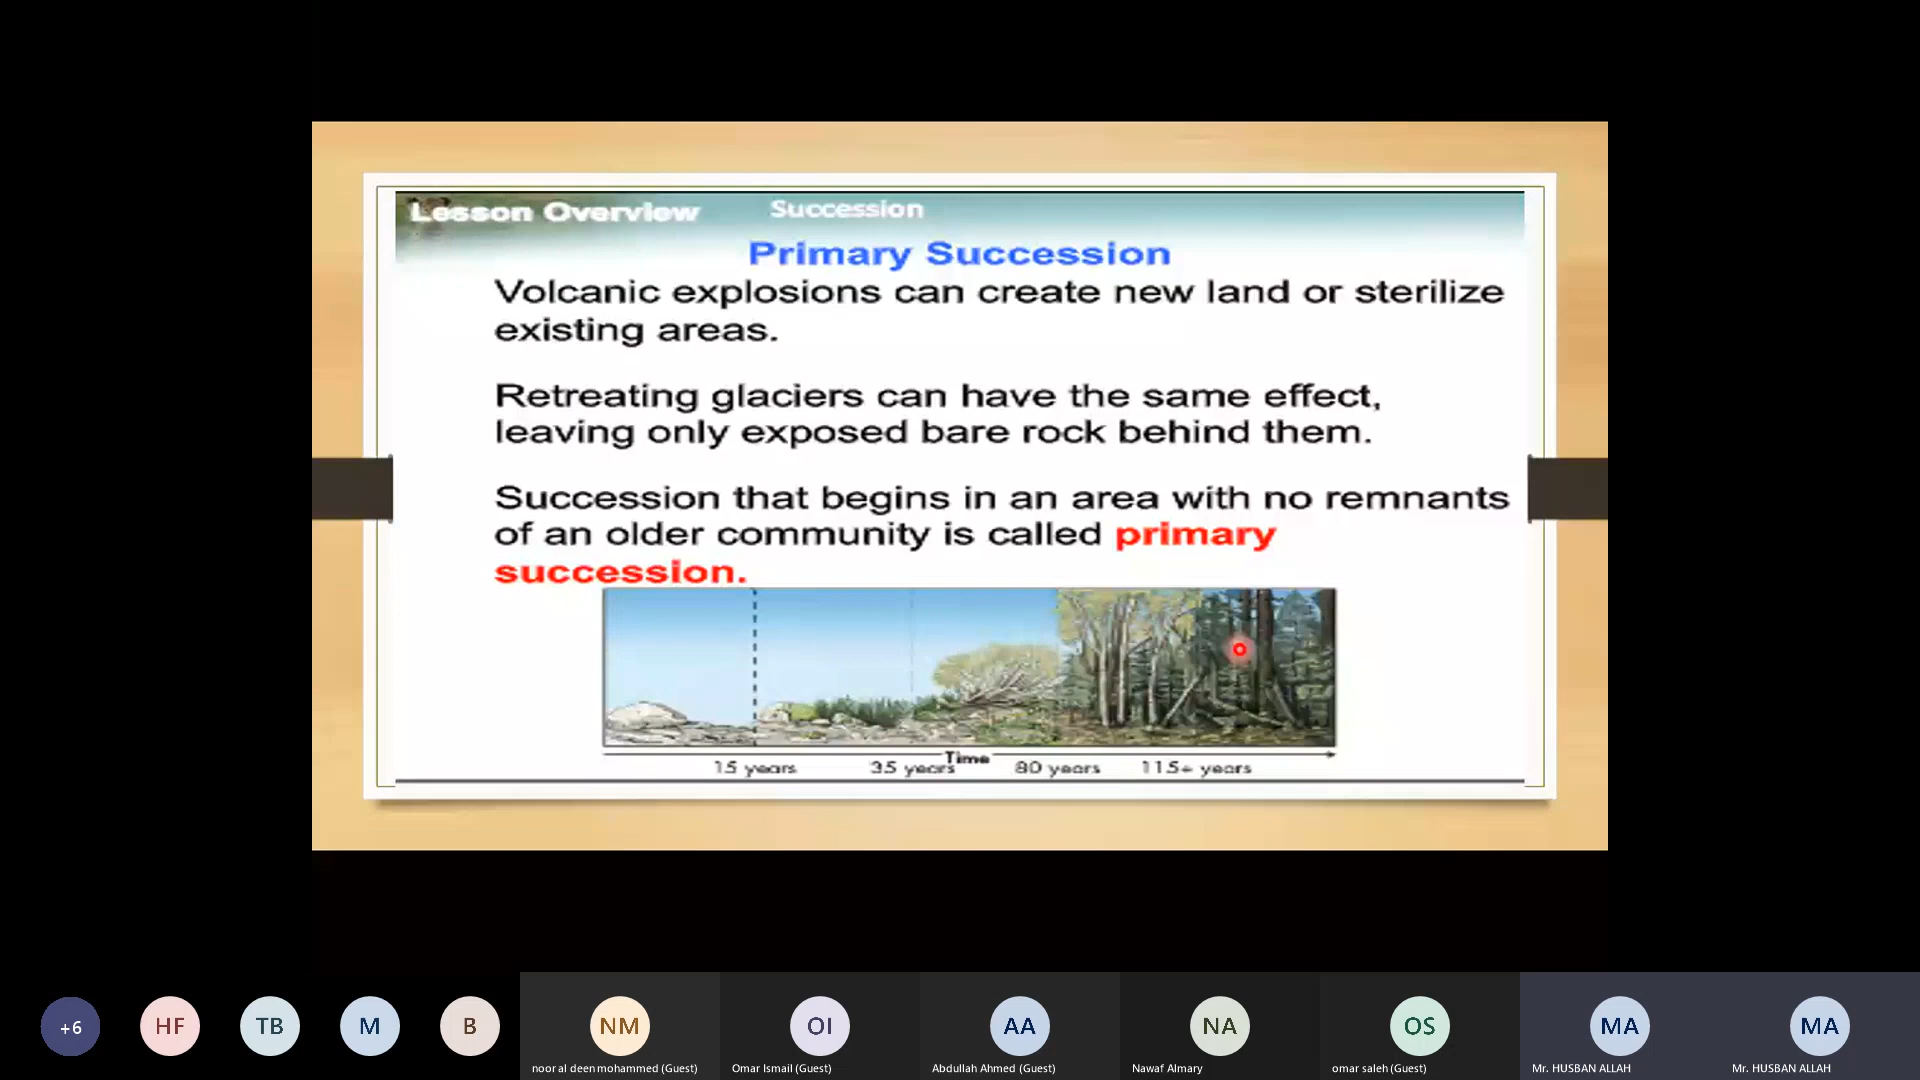 Lesson Overview Succession
Primary Succession
Volcanic explosions can create new land or sterilize
existing areas.
Retreating glaciers can have the same effect,
leaving only exposed bare rock behind them.
Succession that begins in an area with no remnants
of an older community is called primary
succession.
Time
15 years 35 years 80 years 115+ years
+6 HF TB M B NM OI AA NA OS MA MA
noor al deen mohammed (Guest) Omar Ismail (Guest) Abdullah Ahmed (Guest) Nawaf Almary omar saleh (Guest) Mr. HUSBAN ALLAH Mr. HUSBAN ALLAH